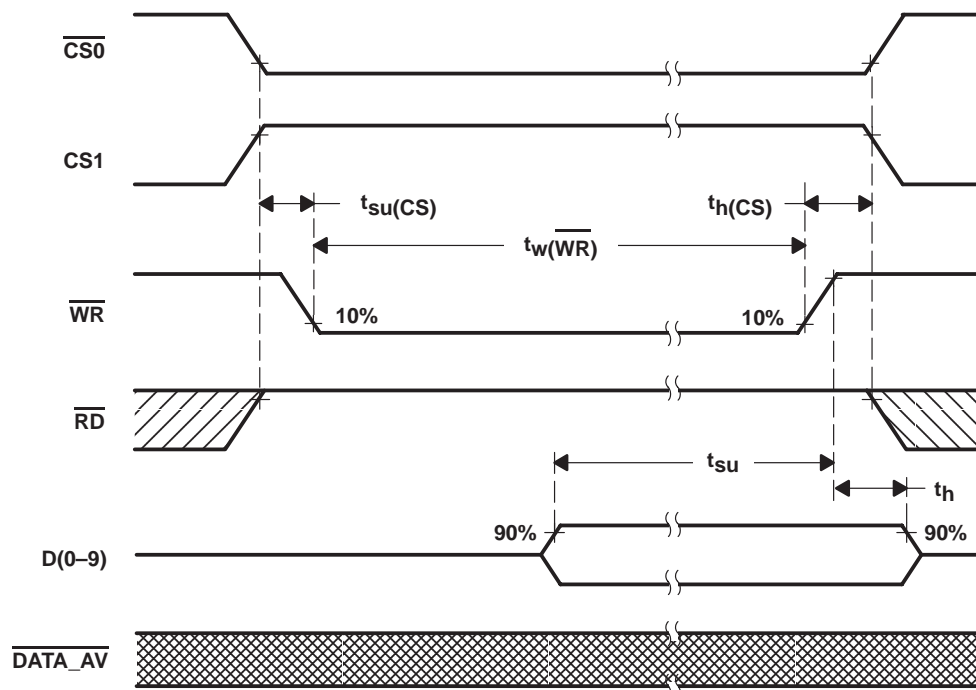 CS0
CS1
tsu(CS)
th(CS)
tw(WR)
WR
10%
10%
RD
tsu
th
90%
90%
D(0–9)
DATA_AV